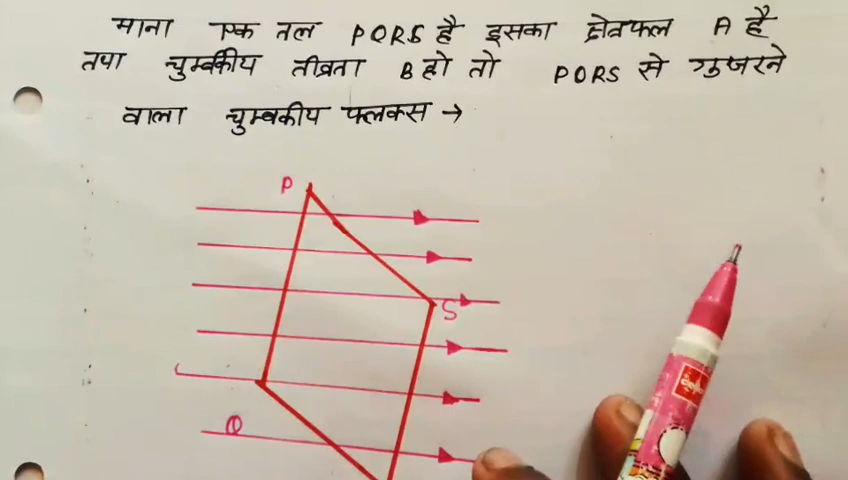 माना एक तल PQRS है इसका क्षेत्रफल A है
तथा चुम्बकीय तीव्रता B हो तो PQRS से गुजरने
वाला चुम्बकीय फ्लक्स →
P
S
Q